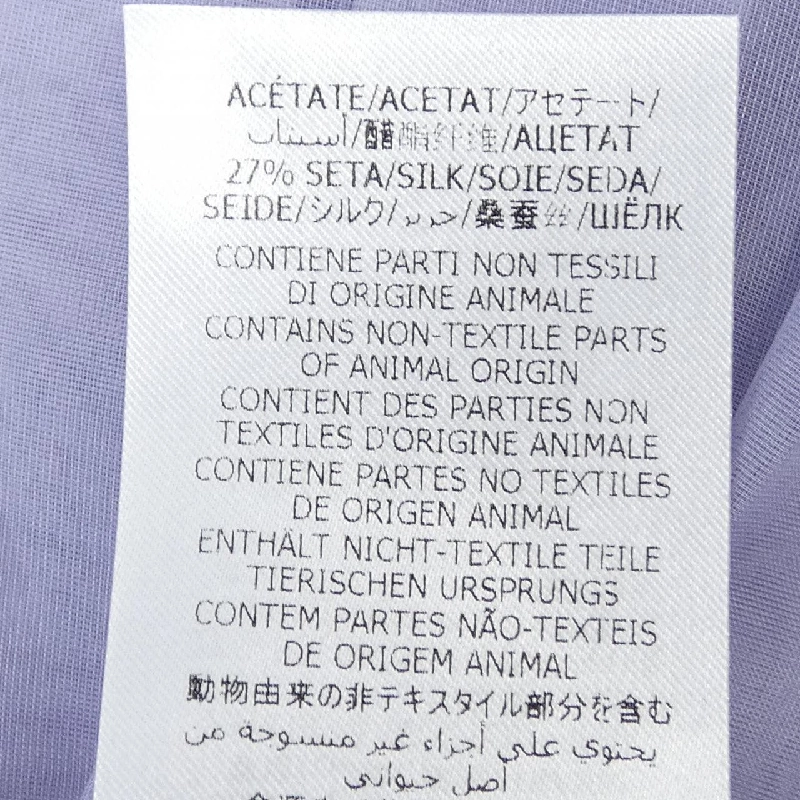 ACÉTATE/ACETAT/アセテート/
أسيتات/醋酯纤维/АЦЕТАТ
27% SETA/SILK/SOIE/SEDA/
SEIDE/シルク/حرير/桑蚕丝/ШЁЛК
CONTIENE PARTI NON TESSILI
DI ORIGINE ANIMALE
CONTAINS NON-TEXTILE PARTS
OF ANIMAL ORIGIN
CONTIENT DES PARTIES NON
TEXTILES D'ORIGINE ANIMALE
CONTIENE PARTES NO TEXTILES
DE ORIGEN ANIMAL
ENTHÄLT NICHT-TEXTILE TEILE
TIERISCHEN URSPRUNGS
CONTEM PARTES NÃO-TEXTEIS
DE ORIGEM ANIMAL
動物由来の非テキスタイル部分を含む
يحتوي على أجزاء غير منسوجة من
أصل حيواني